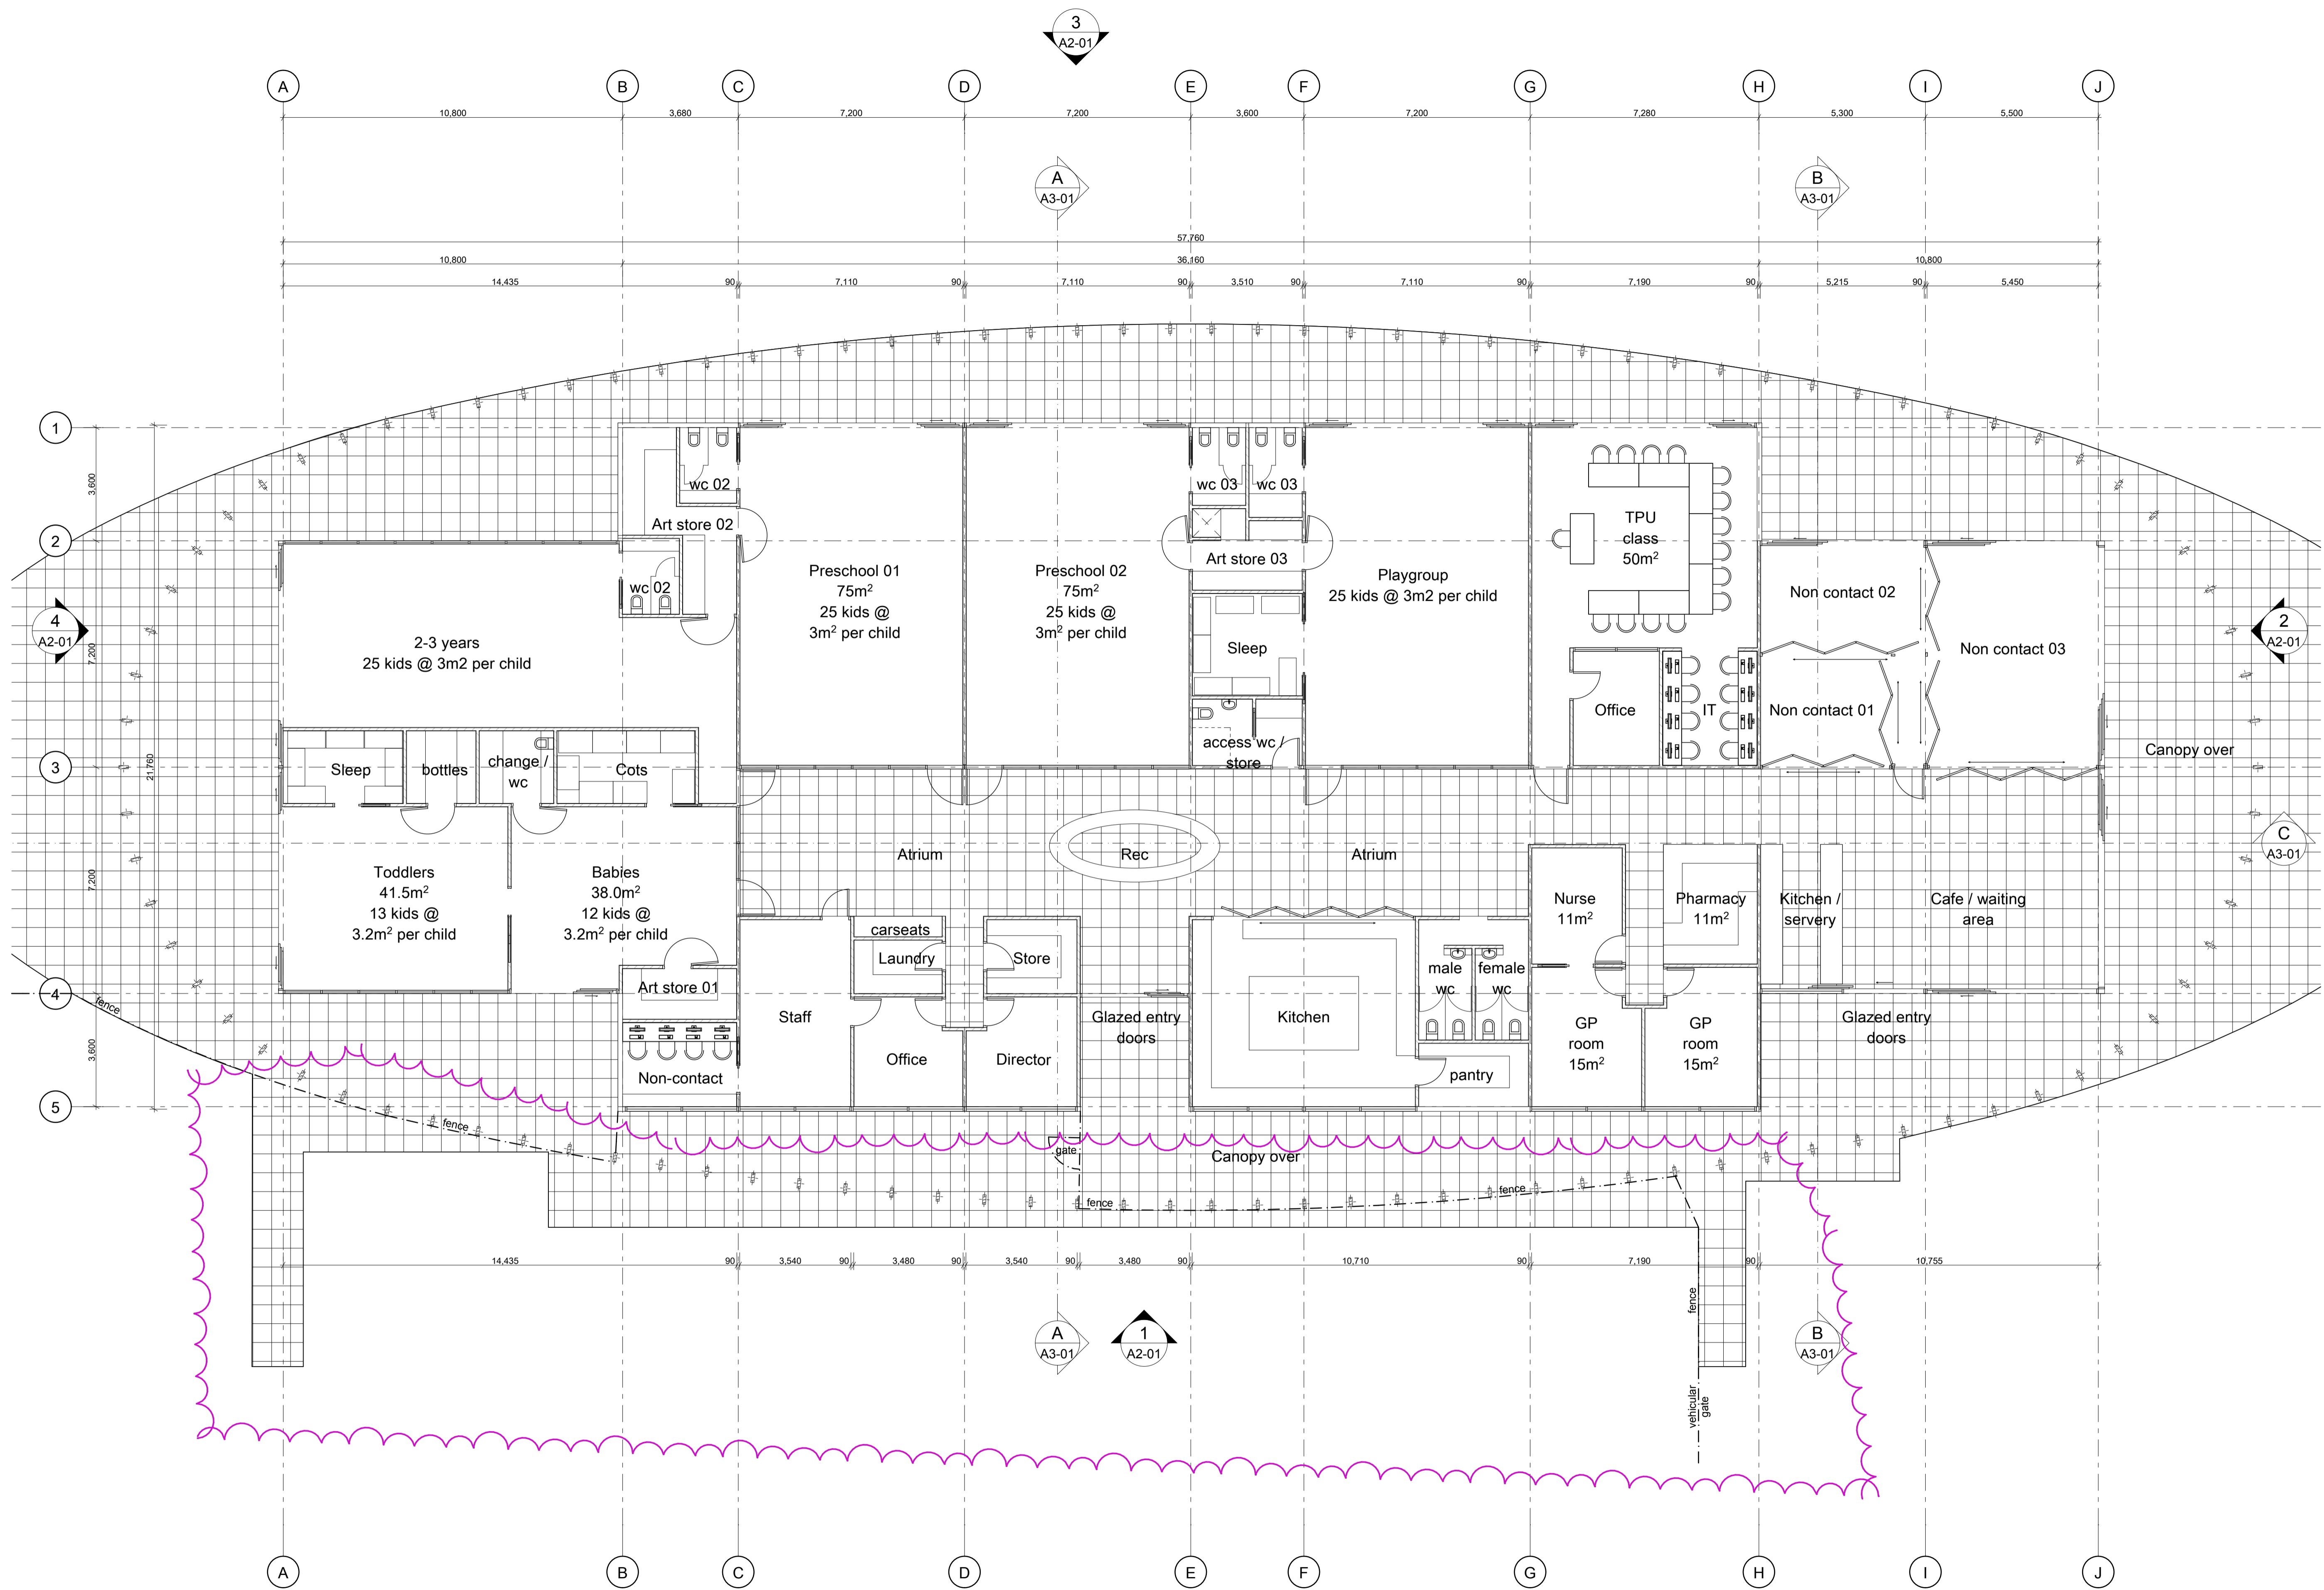 3
A2-01
A
B
C
D
E
F
G
H
I
J
10,800
3,680
7,200
7,200
3,600
7,200
7,280
5,300
5,500
A
A3-01
B
A3-01
57,760
10,800
36,160
10,800
14,435
90
7,110
90
7,110
90
3,510
90
7,110
90
7,190
90
5,215
90
5,450
1
2
3
4
5
3,600
7,200
7,200
3,600
21,760
4
A2-01
2
A2-01
C
A3-01
wc 02
Art store 02
wc 02
2-3 years
25 kids @ 3m2 per child
Preschool 01
75m²
25 kids @
3m² per child
Preschool 02
75m²
25 kids @
3m² per child
wc 03
wc 03
Art store 03
Sleep
access wc /
store
Playgroup
25 kids @ 3m2 per child
TPU
class
50m²
Office
IT
Non contact 02
Non contact 01
Non contact 03
Canopy over
Sleep
bottles
change /
wc
Cots
Toddlers
41.5m²
13 kids @
3.2m² per child
Babies
38.0m²
12 kids @
3.2m² per child
Atrium
Rec
Atrium
Nurse
11m²
Pharmacy
11m²
Kitchen /
servery
Cafe / waiting
area
carseats
Laundry
Store
Art store 01
Staff
Office
Director
Non-contact
Glazed entry
doors
Kitchen
male
wc
female
wc
pantry
GP
room
15m²
GP
room
15m²
Glazed entry
doors
fence
fence
gate
Canopy over
fence
fence
14,435
90
3,540
90
3,480
90
3,540
90
3,480
90
10,710
90
7,190
90
10,755
fence
A
A3-01
1
A2-01
B
A3-01
vehicular
gate
A
B
C
D
E
F
G
H
I
J